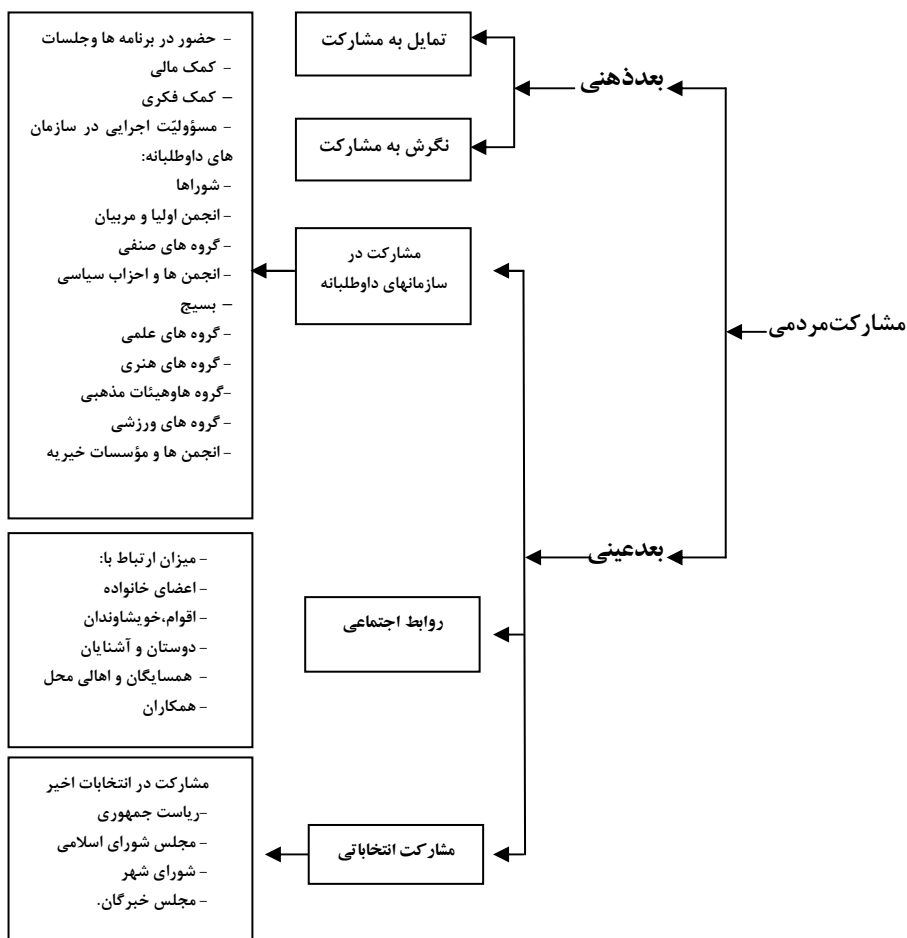 مشارکت‌مردمی
بعدذهنی
تمایل به مشارکت
نگرش به مشارکت
بعدعینی
مشارکت در
سازمانهای داوطلبانه
- حضور در برنامه ها وجلسات
- کمک مالی
– کمک فکری
- مسؤولیّت اجرایی در سازمان
های داوطلبانه:
- شوراها
- انجمن اولیا و مربیان
- گروه های صنفی
- انجمن ها و احزاب سیاسی
– بسیج
- گروه های علمی
- گروه های هنری
-گروه هاوهیئات مذهبی
- گروه های ورزشی
- انجمن ها و مؤسسات خیریه
روابط اجتماعی
- میزان ارتباط با:
- اعضای خانواده
- اقوام،خویشاوندان
- دوستان و آشنایان
- همسایگان و اهالی محل
- همکاران
مشارکت انتخاباتی
مشارکت در انتخابات اخیر
-ریاست جمهوری
- مجلس شورای اسلامی
- شورای شهر
- مجلس خبرگان.